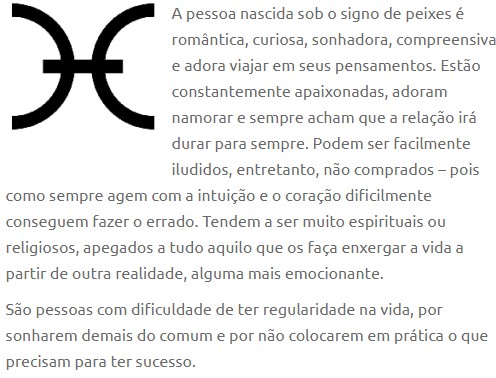 A pessoa nascida sob o signo de peixes é
romântica, curiosa, sonhadora, compreensiva
e adora viajar em seus pensamentos. Estão
constantemente apaixonadas, adoram
namorar e sempre acham que a relação irá
durar para sempre. Podem ser facilmente
iludidos, entretanto, não comprados – pois
como sempre agem com a intuição e o coração dificilmente
conseguem fazer o errado. Tendem a ser muito espirituais ou
religiosos, apegados a tudo aquilo que os faça enxergar a vida a
partir de outra realidade, alguma mais emocionante.
São pessoas com dificuldade de ter regularidade na vida, por
sonharem demais do comum e por não colocarem em prática o que
precisam para ter sucesso.